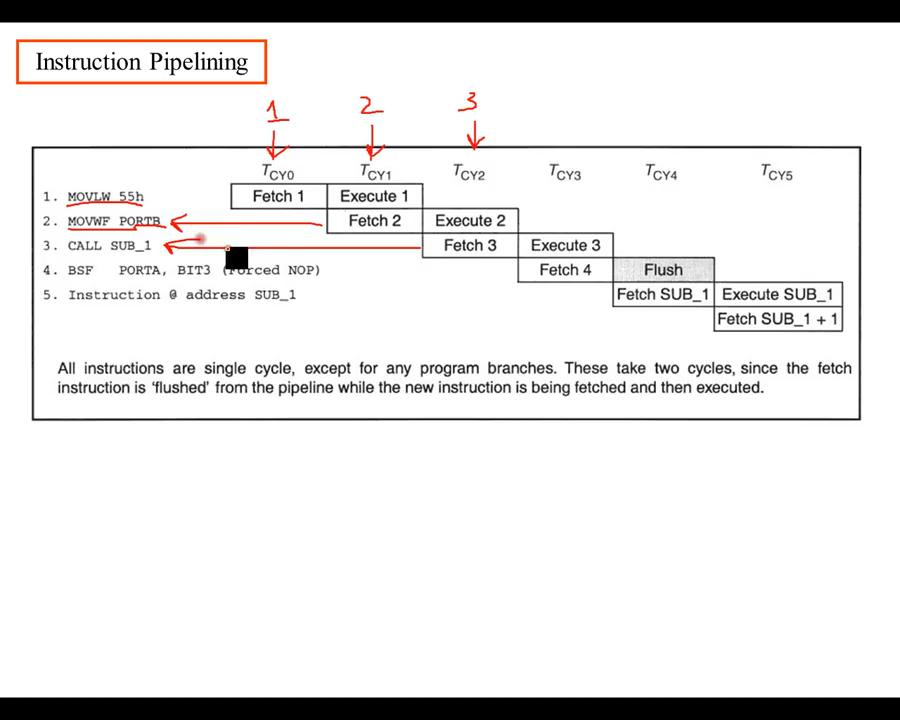 Instruction Pipelining
1 2 3
TCY0 TCY1 TCY2 TCY3 TCY4 TCY5
1. MOVLW 55h Fetch 1 Execute 1
2. MOVWF PORTB Fetch 2 Execute 2
3. CALL SUB_1 Fetch 3 Execute 3
4. BSF PORTA, BIT3 (Forced NOP) Fetch 4 Flush
5. Instruction @ address SUB_1 Fetch SUB_1 Execute SUB_1
Fetch SUB_1 + 1
All instructions are single cycle, except for any program branches. These take two cycles, since the fetch
instruction is 'flushed' from the pipeline while the new instruction is being fetched and then executed.